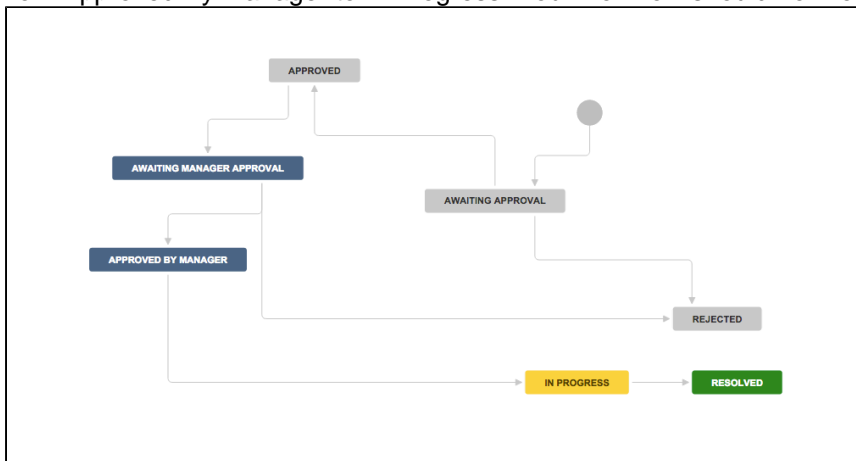 APPROVED
AWAITING MANAGER APPROVAL
AWAITING APPROVAL
APPROVED BY MANAGER
REJECTED
IN PROGRESS
RESOLVED